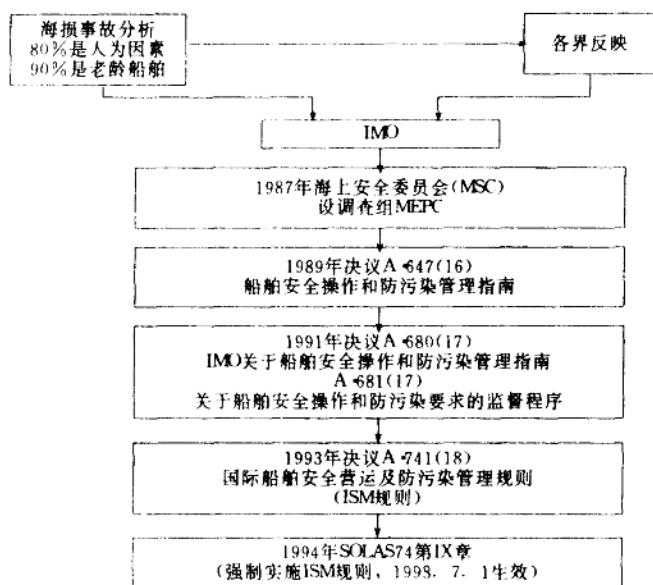 海损事故分析
80%是人为因素
90%是老龄船舶
各界反映
IMO
1987年海上安全委员会(MSC)
设调查组MEPC
1989年决议A·647(16)
船舶安全操作和防污染管理指南
1991年决议A·680(17)
IMO关于船舶安全操作和防污染管理指南
A·681(17)
关于船舶安全操作和防污染要求的监督程序
1993年决议A·741(18)
国际船舶安全营运及防污染管理规则
(ISM规则)
1994年SOLAS74第IX章
(强制实施ISM规则, 1998. 7. 1生效)